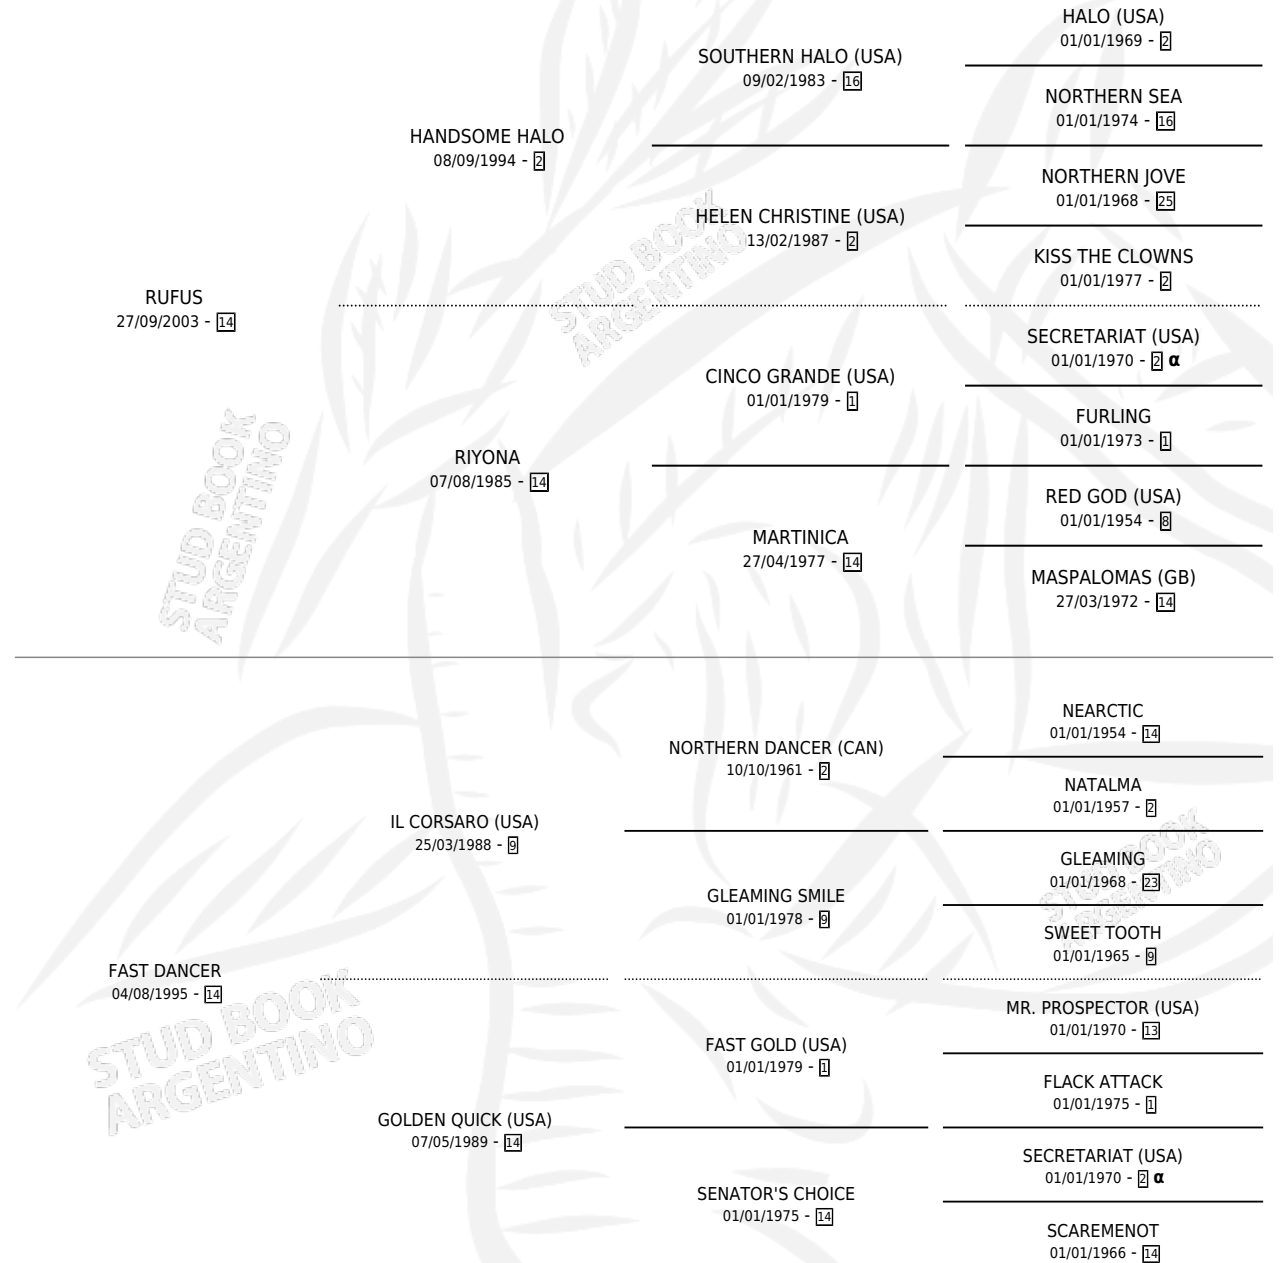 HALO (USA)
01/01/1969 - 2
SOUTHERN HALO (USA)
09/02/1983 - 16
NORTHERN SEA
01/01/1974 - 16
HANDSOME HALO
08/09/1994 - 2
NORTHERN JOVE
01/01/1968 - 25
HELEN CHRISTINE (USA)
13/02/1987 - 2
KISS THE CLOWNS
01/01/1977 - 2
RUFUS
27/09/2003 - 14
SECRETARIAT (USA)
01/01/1970 - 2 α
CINCO GRANDE (USA)
01/01/1979 - 1
FURLING
01/01/1973 - 1
RIYONA
07/08/1985 - 14
RED GOD (USA)
01/01/1954 - 8
MARTINICA
27/04/1977 - 14
MASPALOMAS (GB)
27/03/1972 - 14
NEARCTIC
01/01/1954 - 14
NORTHERN DANCER (CAN)
10/10/1961 - 2
NATALMA
01/01/1957 - 2
IL CORSARO (USA)
25/03/1988 - 9
GLEAMING
01/01/1968 - 23
GLEAMING SMILE
01/01/1978 - 9
SWEET TOOTH
01/01/1965 - 9
FAST DANCER
04/08/1995 - 14
MR. PROSPECTOR (USA)
01/01/1970 - 13
FAST GOLD (USA)
01/01/1979 - 1
FLACK ATTACK
01/01/1975 - 1
GOLDEN QUICK (USA)
07/05/1989 - 14
SECRETARIAT (USA)
01/01/1970 - 2 α
SENATOR'S CHOICE
01/01/1975 - 14
SCAREMENOT
01/01/1966 - 14
STUD BOOK
ARGENTINO
STUD BOOK
ARGENTINO
STUD BOOK
ARGENTINO
STUD BOOK
ARGENTINO